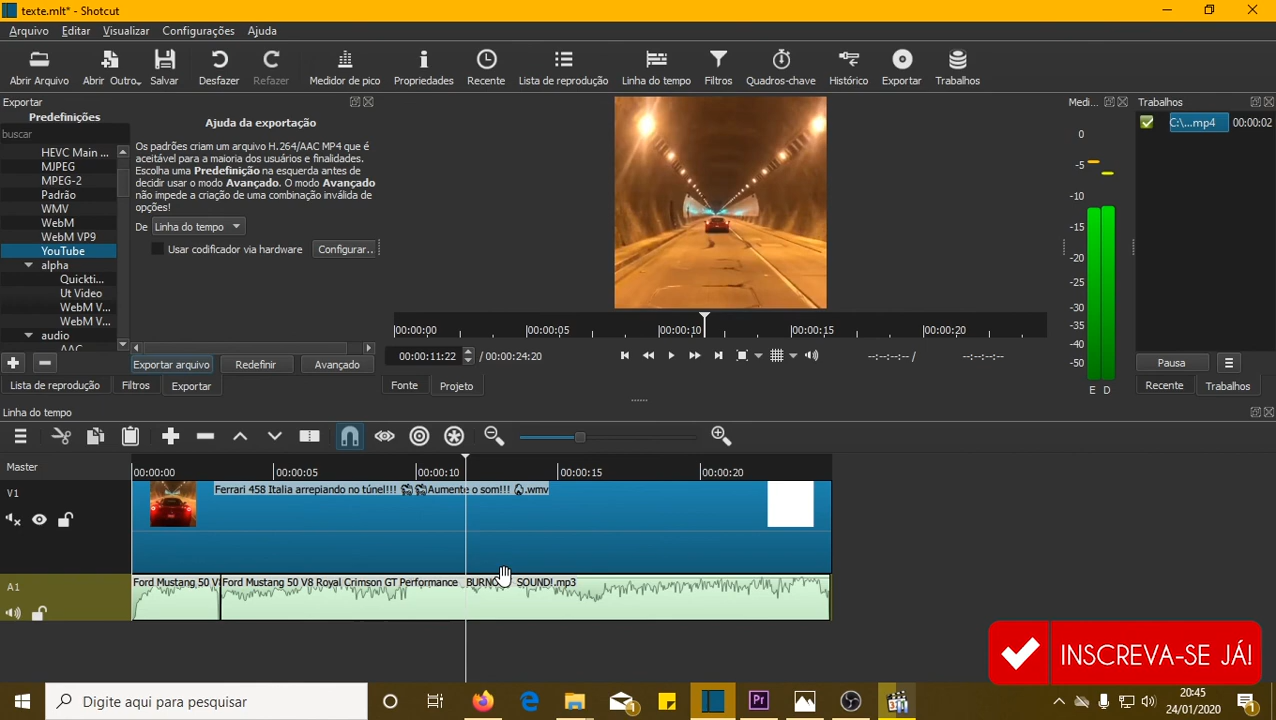 texte.mlt* - Shotcut
Arquivo Editar Visualizar Configurações Ajuda
Abrir Arquivo Abrir Outro.. Salvar Desfazer Refazer Medidor de pico Propriedades Recente Lista de reprodução Linha do tempo Filtros Quadros-chave Histórico Exportar Trabalhos
Exportar
Predefinições
buscar
HEVC Main ...
MJPEG
MPEG-2
Padrão
WMV
WebM
WebM VP9
YouTube
alpha
Quickti...
Ut Video
WebM V...
WebM V...
audio
AAC
Ajuda da exportação
Os padrões criam um arquivo H.264/AAC MP4 que é
aceitável para a maioria dos usuários e finalidades.
Escolha uma Predefinição na esquerda antes de
decidir usar o modo Avançado. O modo Avançado
não impede a criação de uma combinação inválida de
opções!
De Linha do tempo
Usar codificador via hardware Configurar..
Exportar arquivo Redefinir Avançado
Lista de reprodução Filtros Exportar
00:00:00 00:00:05 00:00:10 00:00:15 00:00:20
00:00:11:22 / 00:00:24:20 --:--:--:-- / --:--:--:--
Fonte Projeto
Medi...
0
-5
-10
-15
-20
-25
-30
-35
-40
-50
E D
Trabalhos
C:\...mp4 00:00:02
Pausa
Recente Trabalhos
Linha do tempo
Master 00:00:00 00:00:05 00:00:10 00:00:15 00:00:20
V1
Ferrari 458 Italia arrepiando no túnel!!! Aumente o som!!! .wmv
A1
Ford Mustang 50 V8 Ford Mustang 50 V8 Royal Crimson GT Performance SOUND!.mp3
INSCREVA-SE JÁ!
Digite aqui para pesquisar
1
Pr
20:45
24/01/2020
1